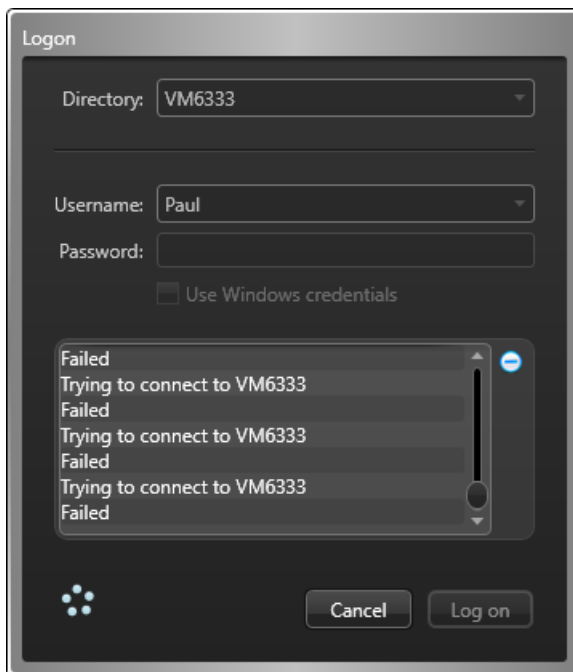 Logon
Directory: VM6333
Username: Paul
Password:
Use Windows credentials
Failed
Trying to connect to VM6333
Failed
Trying to connect to VM6333
Failed
Trying to connect to VM6333
Failed
Cancel Log on